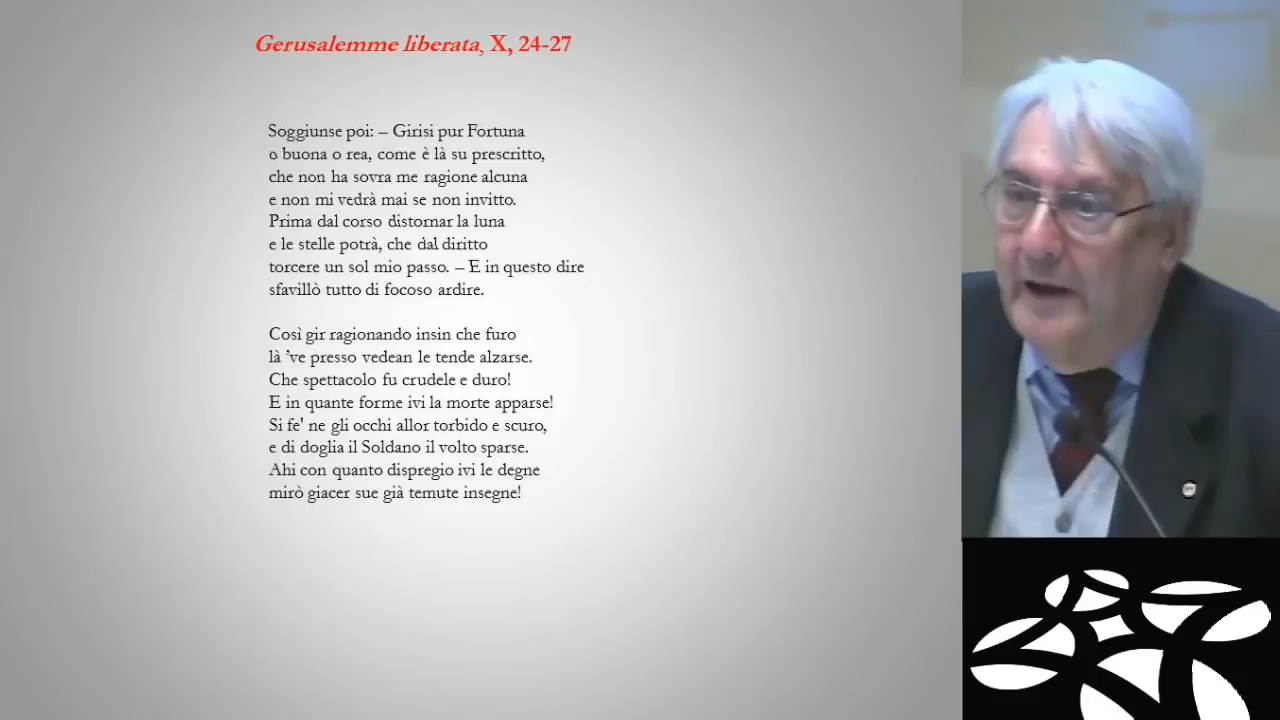 Gerusalemme liberata, X, 24-27
Soggiunse poi: – Girisi pur Fortuna
o buona o rea, come è là su prescritto,
che non ha sovra me ragione alcuna
e non mi vedrà mai se non invitto.
Prima dal corso distornar la luna
e le stelle potrà, che dal diritto
torcere un sol mio passo. – E in questo dire
sfavillò tutto di focoso ardire.
Così gir ragionando insin che furo
là ’ve presso vedean le tende alzarse.
Che spettacolo fu crudele e duro!
E in quante forme ivi la morte apparse!
Si fe' ne gli occhi allor torbido e scuro,
e di doglia il Soldano il volto sparse.
Ahi con quanto dispregio ivi le degne
mirò giacer sue già temute insegne!